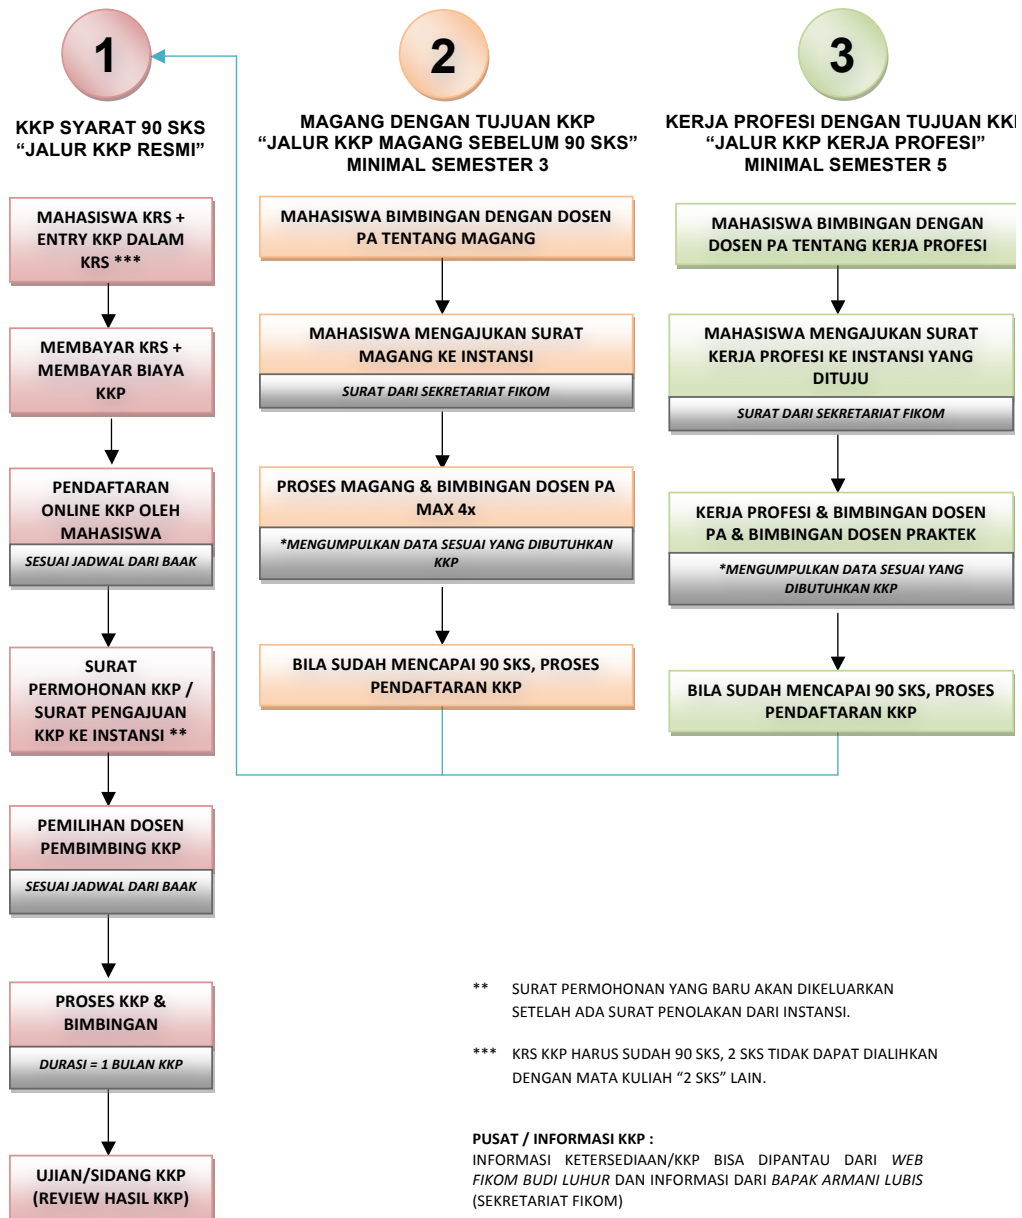 1
KKP SYARAT 90 SKS
“JALUR KKP RESMI”
MAHASISWA KRS +
ENTRY KKP DALAM
KRS ***
MEMBAYAR KRS +
MEMBAYAR BIAYA
KKP
PENDAFTARAN
ONLINE KKP OLEH
MAHASISWA
SESUAI JADWAL DARI BAAK
SURAT
PERMOHONAN KKP /
SURAT PENGAJUAN
KKP KE INSTANSI **
PEMILIHAN DOSEN
PEMBIMBING KKP
SESUAI JADWAL DARI BAAK
PROSES KKP &
BIMBINGAN
DURASI = 1 BULAN KKP
UJIAN/SIDANG KKP
(REVIEW HASIL KKP)
2
MAGANG DENGAN TUJUAN KKP
“JALUR KKP MAGANG SEBELUM 90 SKS”
MINIMAL SEMESTER 3
MAHASISWA BIMBINGAN DENGAN DOSEN
PA TENTANG MAGANG
MAHASISWA MENGAJUKAN SURAT
MAGANG KE INSTANSI
SURAT DARI SEKRETARIAT FIKOM
PROSES MAGANG & BIMBINGAN DOSEN PA
MAX 4x
*MENGUMPULKAN DATA SESUAI YANG DIBUTUHKAN
KKP
BILA SUDAH MENCAPAI 90 SKS, PROSES
PENDAFTARAN KKP
3
KERJA PROFESI DENGAN TUJUAN KKP
“JALUR KKP KERJA PROFESI”
MINIMAL SEMESTER 5
MAHASISWA BIMBINGAN DENGAN
DOSEN PA TENTANG KERJA PROFESI
MAHASISWA MENGAJUKAN SURAT
KERJA PROFESI KE INSTANSI YANG
DITUJU
SURAT DARI SEKRETARIAT FIKOM
KERJA PROFESI & BIMBINGAN DOSEN
PA & BIMBINGAN DOSEN PRAKTEK
*MENGUMPULKAN DATA SESUAI YANG
DIBUTUHKAN KKP
BILA SUDAH MENCAPAI 90 SKS, PROSES
PENDAFTARAN KKP
** SURAT PERMOHONAN YANG BARU AKAN DIKELUARKAN
SETELAH ADA SURAT PENOLAKAN DARI INSTANSI.
*** KRS KKP HARUS SUDAH 90 SKS, 2 SKS TIDAK DAPAT DIALIHKAN
DENGAN MATA KULIAH “2 SKS” LAIN.
PUSAT / INFORMASI KKP :
INFORMASI KETERSEDIAAN/KKP BISA DIPANTAU DARI WEB
FIKOM BUDI LUHUR DAN INFORMASI DARI BAPAK ARMANI LUBIS
(SEKRETARIAT FIKOM)